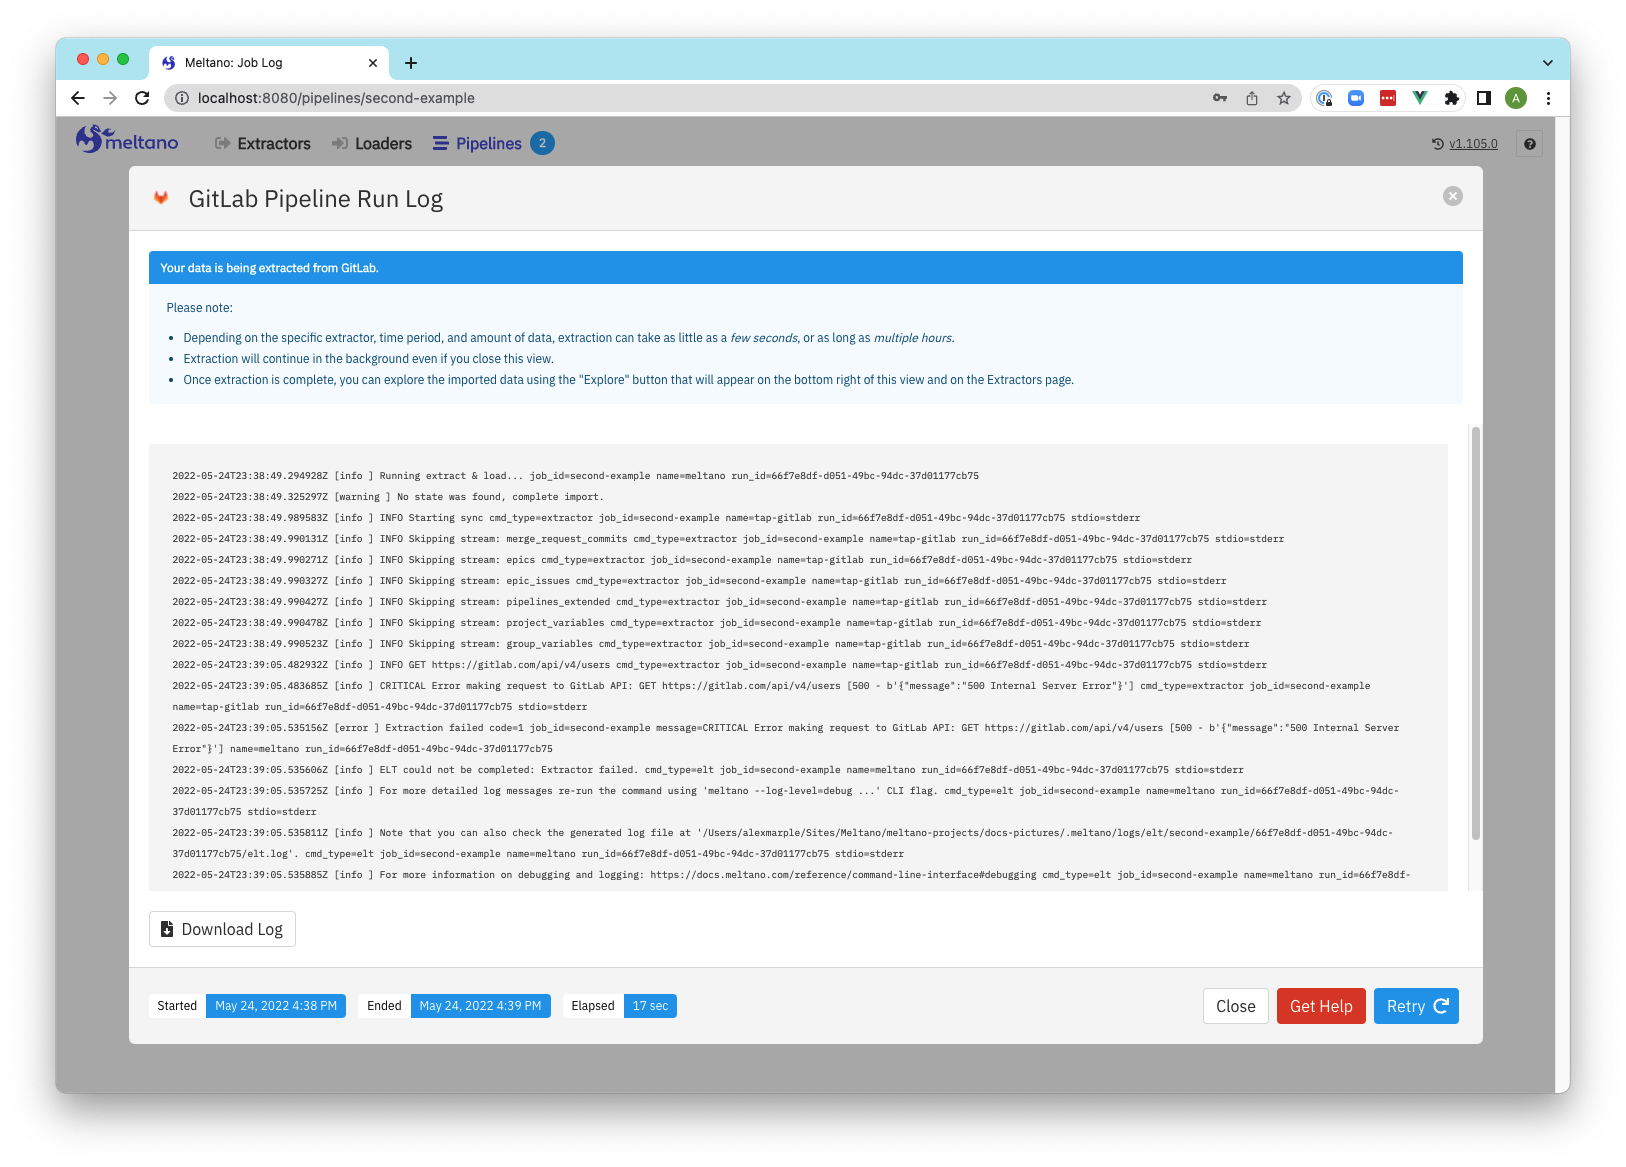 Meltano: Job Log
localhost:8080/pipelines/second-example
A
meltano
Extractors
Loaders
Pipelines
2
v1.105.0
GitLab Pipeline Run Log
Your data is being extracted from GitLab.
Please note:
Depending on the specific extractor, time period, and amount of data, extraction can take as little as a few seconds, or as long as multiple hours.
Extraction will continue in the background even if you close this view.
Once extraction is complete, you can explore the imported data using the "Explore" button that will appear on the bottom right of this view and on the Extractors page.
2022-05-24T23:38:49.294928Z [info ] Running extract & load... job_id=second-example name=meltano run_id=66f7e8df-d051-49bc-94dc-37d01177cb75
2022-05-24T23:38:49.325297Z [warning ] No state was found, complete import.
2022-05-24T23:38:49.989583Z [info ] INFO Starting sync cmd_type=extractor job_id=second-example name=tap-gitlab run_id=66f7e8df-d051-49bc-94dc-37d01177cb75 stdio=stderr
2022-05-24T23:38:49.990131Z [info ] INFO Skipping stream: merge_request_commits cmd_type=extractor job_id=second-example name=tap-gitlab run_id=66f7e8df-d051-49bc-94dc-37d01177cb75 stdio=stderr
2022-05-24T23:38:49.990271Z [info ] INFO Skipping stream: epics cmd_type=extractor job_id=second-example name=tap-gitlab run_id=66f7e8df-d051-49bc-94dc-37d01177cb75 stdio=stderr
2022-05-24T23:38:49.990327Z [info ] INFO Skipping stream: epic_issues cmd_type=extractor job_id=second-example name=tap-gitlab run_id=66f7e8df-d051-49bc-94dc-37d01177cb75 stdio=stderr
2022-05-24T23:38:49.990427Z [info ] INFO Skipping stream: pipelines_extended cmd_type=extractor job_id=second-example name=tap-gitlab run_id=66f7e8df-d051-49bc-94dc-37d01177cb75 stdio=stderr
2022-05-24T23:38:49.990478Z [info ] INFO Skipping stream: project_variables cmd_type=extractor job_id=second-example name=tap-gitlab run_id=66f7e8df-d051-49bc-94dc-37d01177cb75 stdio=stderr
2022-05-24T23:38:49.990523Z [info ] INFO Skipping stream: group_variables cmd_type=extractor job_id=second-example name=tap-gitlab run_id=66f7e8df-d051-49bc-94dc-37d01177cb75 stdio=stderr
2022-05-24T23:39:05.482932Z [info ] INFO GET https://gitlab.com/api/v4/users cmd_type=extractor job_id=second-example name=tap-gitlab run_id=66f7e8df-d051-49bc-94dc-37d01177cb75 stdio=stderr
2022-05-24T23:39:05.483685Z [info ] CRITICAL Error making request to GitLab API: GET https://gitlab.com/api/v4/users [500 - b'{"message":"500 Internal Server Error"}'] cmd_type=extractor job_id=second-example
name=tap-gitlab run_id=66f7e8df-d051-49bc-94dc-37d01177cb75 stdio=stderr
2022-05-24T23:39:05.535156Z [error ] Extraction failed code=1 job_id=second-example message=CRITICAL Error making request to GitLab API: GET https://gitlab.com/api/v4/users [500 - b'{"message":"500 Internal Server
Error"}'] name=meltano run_id=66f7e8df-d051-49bc-94dc-37d01177cb75
2022-05-24T23:39:05.535606Z [info ] ELT could not be completed: Extractor failed. cmd_type=elt job_id=second-example name=meltano run_id=66f7e8df-d051-49bc-94dc-37d01177cb75 stdio=stderr
2022-05-24T23:39:05.535725Z [info ] For more detailed log messages re-run the command using 'meltano --log-level=debug ...' CLI flag. cmd_type=elt job_id=second-example name=meltano run_id=66f7e8df-d051-49bc-94dc-
37d01177cb75 stdio=stderr
2022-05-24T23:39:05.535811Z [info ] Note that you can also check the generated log file at '/Users/alexmarple/Sites/Meltano/meltano-projects/docs-pictures/.meltano/logs/elt/second-example/66f7e8df-d051-49bc-94dc-
37d01177cb75/elt.log'. cmd_type=elt job_id=second-example name=meltano run_id=66f7e8df-d051-49bc-94dc-37d01177cb75 stdio=stderr
2022-05-24T23:39:05.535885Z [info ] For more information on debugging and logging: https://docs.meltano.com/reference/command-line-interface#debugging cmd_type=elt job_id=second-example name=meltano run_id=66f7e8df-
Download Log
Started May 24, 2022 4:38 PM Ended May 24, 2022 4:39 PM Elapsed 17 sec
Close
Get Help
Retry